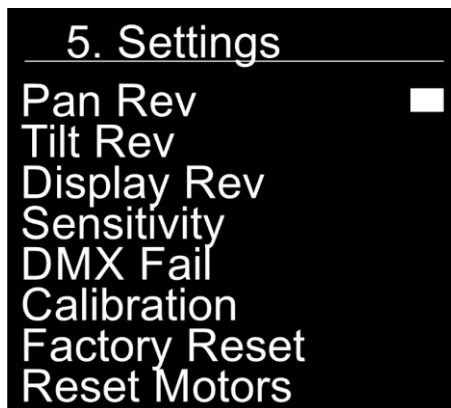 5. Settings
Pan Rev
Tilt Rev
Display Rev
Sensitivity
DMX Fail
Calibration
Factory Reset
Reset Motors